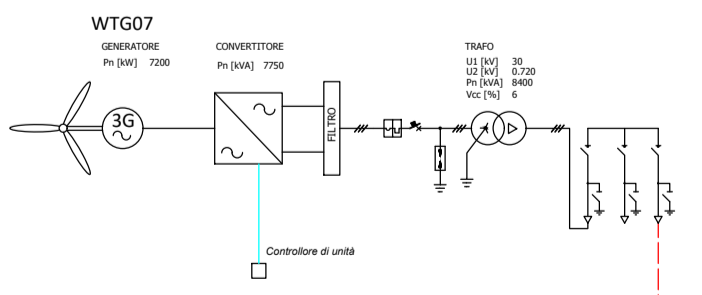 WTG07
GENERATORE
Pn [kW] 7200
CONVERTITORE
Pn [kVA] 7750
TRAFO
U1 [kV] 30
U2 [kV] 0.720
Pn [kVA] 8400
Vcc [%] 6
3G
FILTRO
Controllore di unità